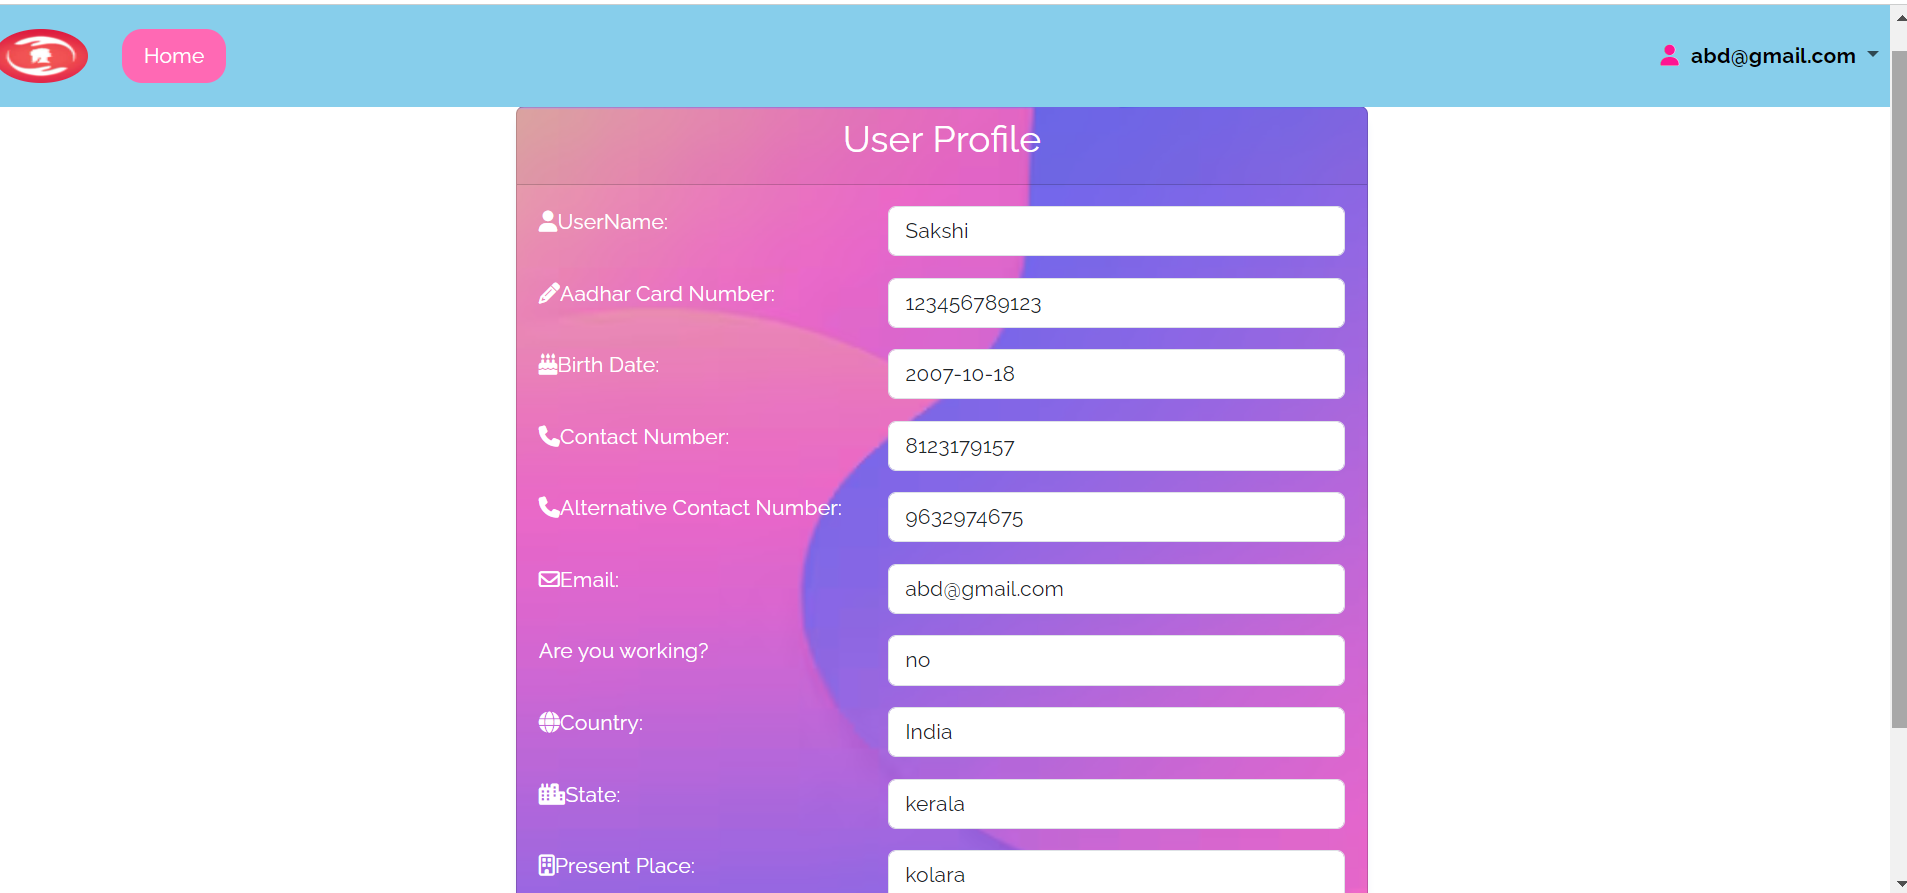 Home
abd@gmail.com
User Profile
UserName:
Sakshi
Aadhar Card Number:
123456789123
Birth Date:
2007-10-18
Contact Number:
8123179157
Alternative Contact Number:
9632974675
Email:
abd@gmail.com
Are you working?
no
Country:
India
State:
kerala
Present Place:
kolara